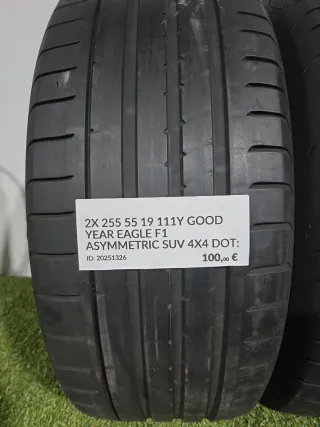 2X 255 55 19 111Y GOOD
YEAR EAGLE F1
ASYMMETRIC SUV 4X4 DOT:
ID: 20251326
100,00 €